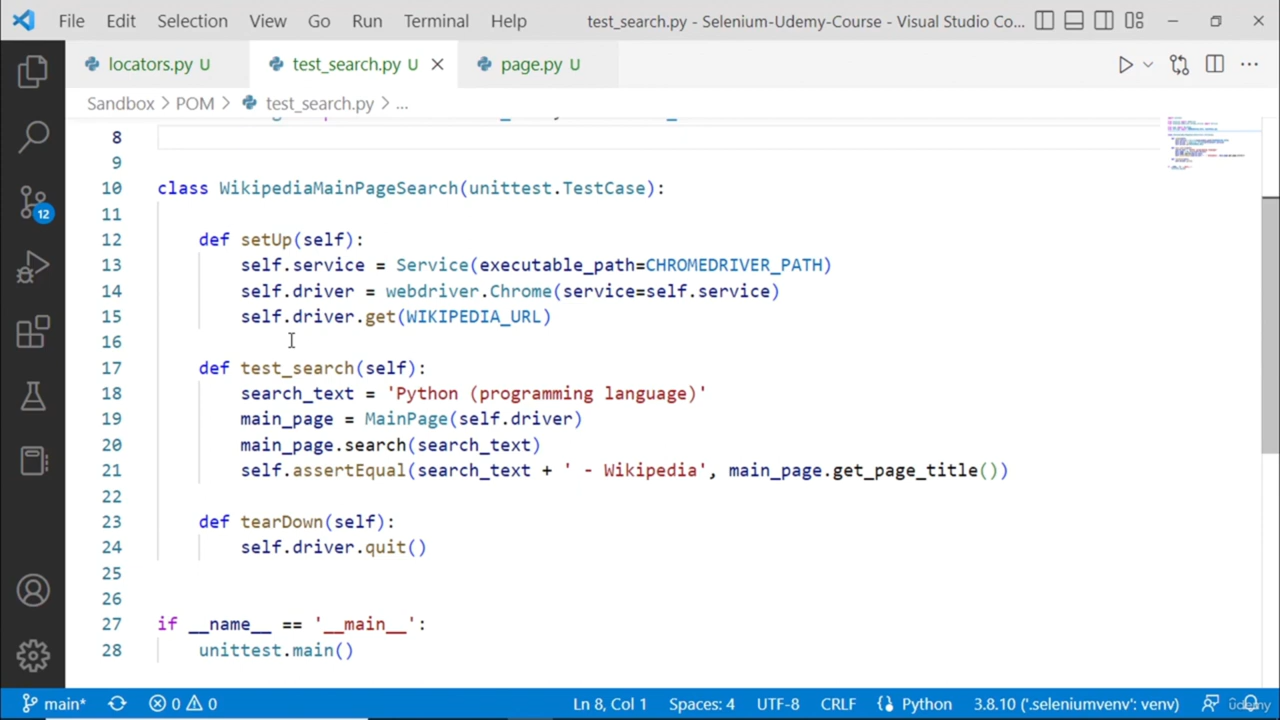 File Edit Selection View Go Run Terminal Help test_search.py - Selenium-Udemy-Course - Visual Studio Co...
locators.py U test_search.py U page.py U
Sandbox > POM > test_search.py > ...
8
9
10 class WikipediaMainPageSearch(unittest.TestCase):
11
12 def setUp(self):
13 self.service = Service(executable_path=CHROMEDRIVER_PATH)
14 self.driver = webdriver.Chrome(service=self.service)
15 self.driver.get(WIKIPEDIA_URL)
16
17 def test_search(self):
18 search_text = 'Python (programming language)'
19 main_page = MainPage(self.driver)
20 main_page.search(search_text)
21 self.assertEqual(search_text + ' - Wikipedia', main_page.get_page_title())
22
23 def tearDown(self):
24 self.driver.quit()
25
26
27 if __name__ == '__main__':
28 unittest.main()
12
main* 0 0 Ln 8, Col 1 Spaces: 4 UTF-8 CRLF Python 3.8.10 ('.seleniumvenv': venv)
udemy